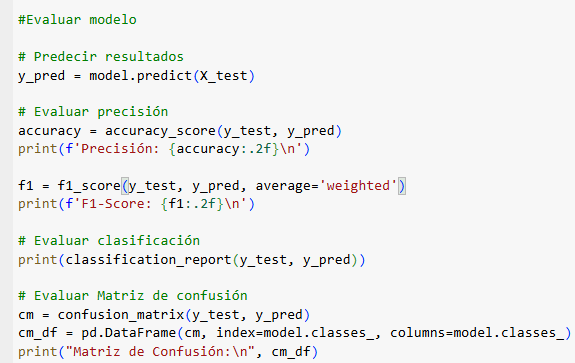 #Evaluar modelo
# Predecir resultados
y_pred = model.predict(X_test)
# Evaluar precisión
accuracy = accuracy_score(y_test, y_pred)
print(f'Precisión: {accuracy:.2f}\n')
f1 = f1_score(y_test, y_pred, average='weighted')
print(f'F1-Score: {f1:.2f}\n')
# Evaluar clasificación
print(classification_report(y_test, y_pred))
# Evaluar Matriz de confusión
cm = confusion_matrix(y_test, y_pred)
cm_df = pd.DataFrame(cm, index=model.classes_, columns=model.classes_)
print("Matriz de Confusión:\n", cm_df)